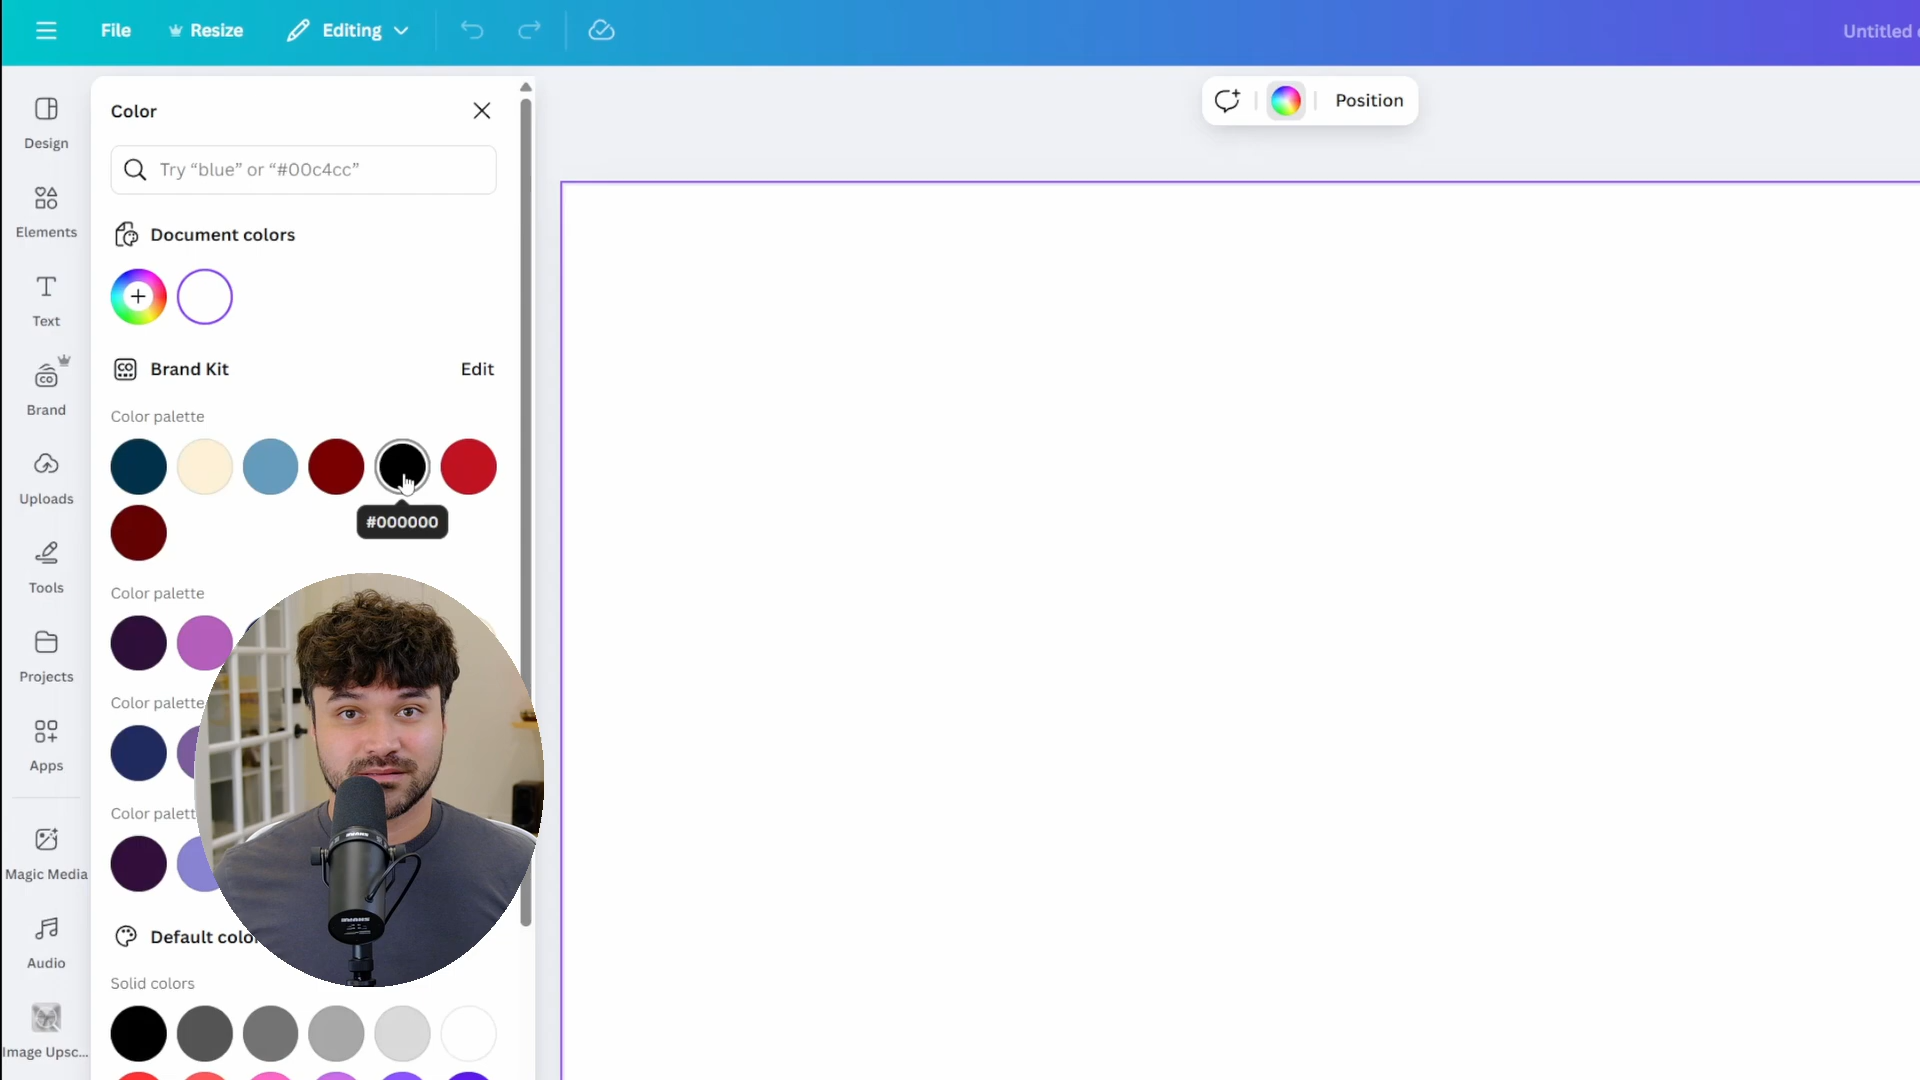 File
Resize
Editing
Untitled
Position
Design
Elements
Text
Brand
Uploads
Tools
Projects
Apps
Magic Media
Audio
Image Upsc...
Color
Try “blue” or “#00c4cc”
Document colors
Brand Kit
Edit
Color palette
#000000
Color palette
Color palette
Color palett
Default color
Solid colors